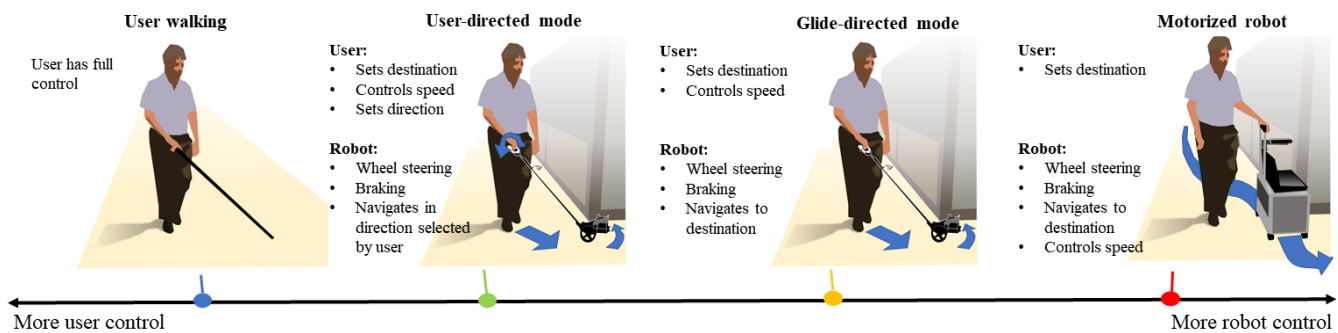 User walking
User has full
control
User-directed mode
User:
• Sets destination
• Controls speed
• Sets direction
Robot:
• Wheel steering
• Braking
• Navigates in
direction selected
by user
Glide-directed mode
User:
• Sets destination
• Controls speed
Robot:
• Wheel steering
• Braking
• Navigates to
destination
Motorized robot
User:
• Sets destination
Robot:
• Wheel steering
• Braking
• Navigates to
destination
• Controls speed
More user control
More robot control